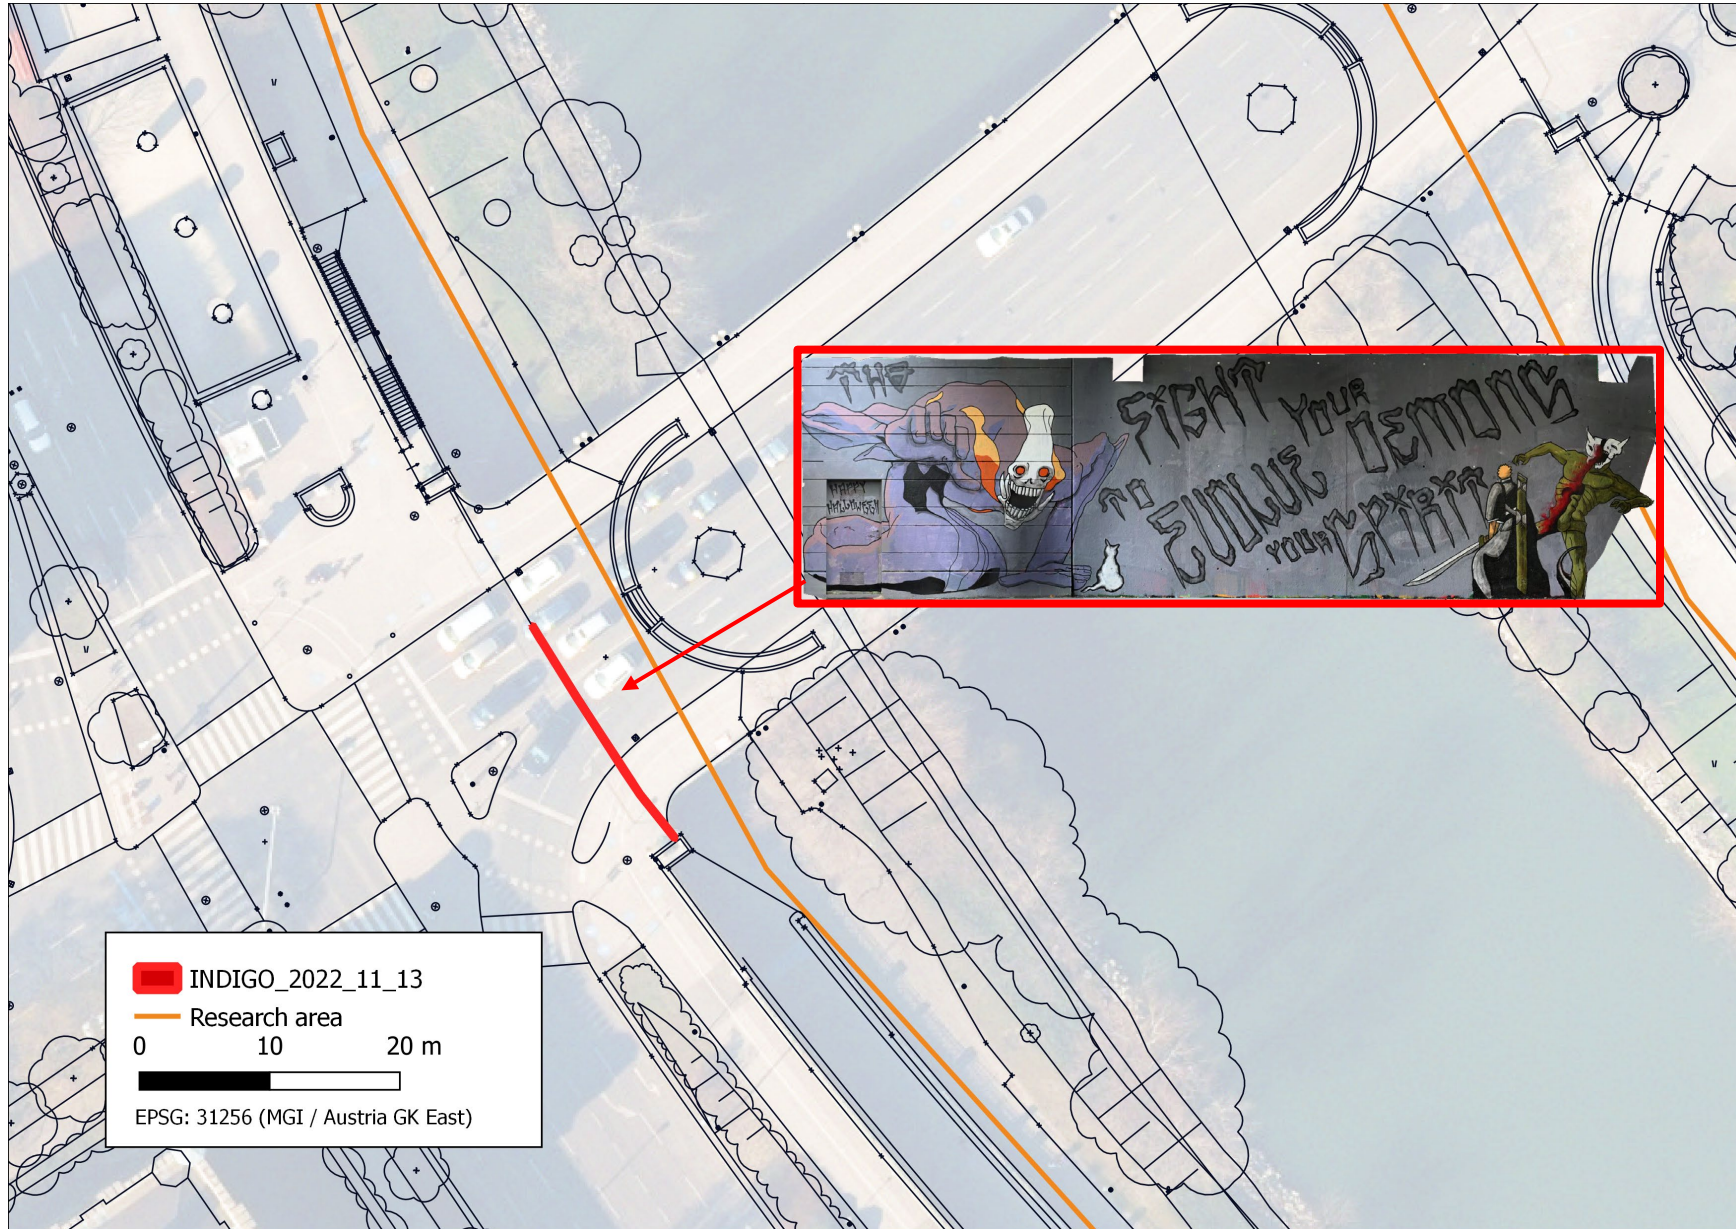 THE
HAPPY
HALLOWEEN
FIGHT YOUR DEMONS
TO EVOLVE YOUR SPIRIT
INDIGO_2022_11_13
Research area
0 10 20 m
EPSG: 31256 (MGI / Austria GK East)